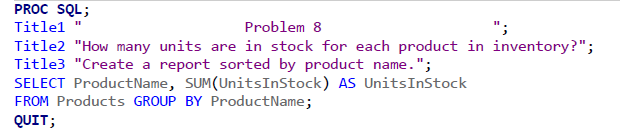 PROC SQL;
Title1 "                    Problem 8                     ";
Title2 "How many units are in stock for each product in inventory?";
Title3 "Create a report sorted by product name.";
SELECT ProductName, SUM(UnitsInStock) AS UnitsInStock
FROM Products GROUP BY ProductName;
QUIT;